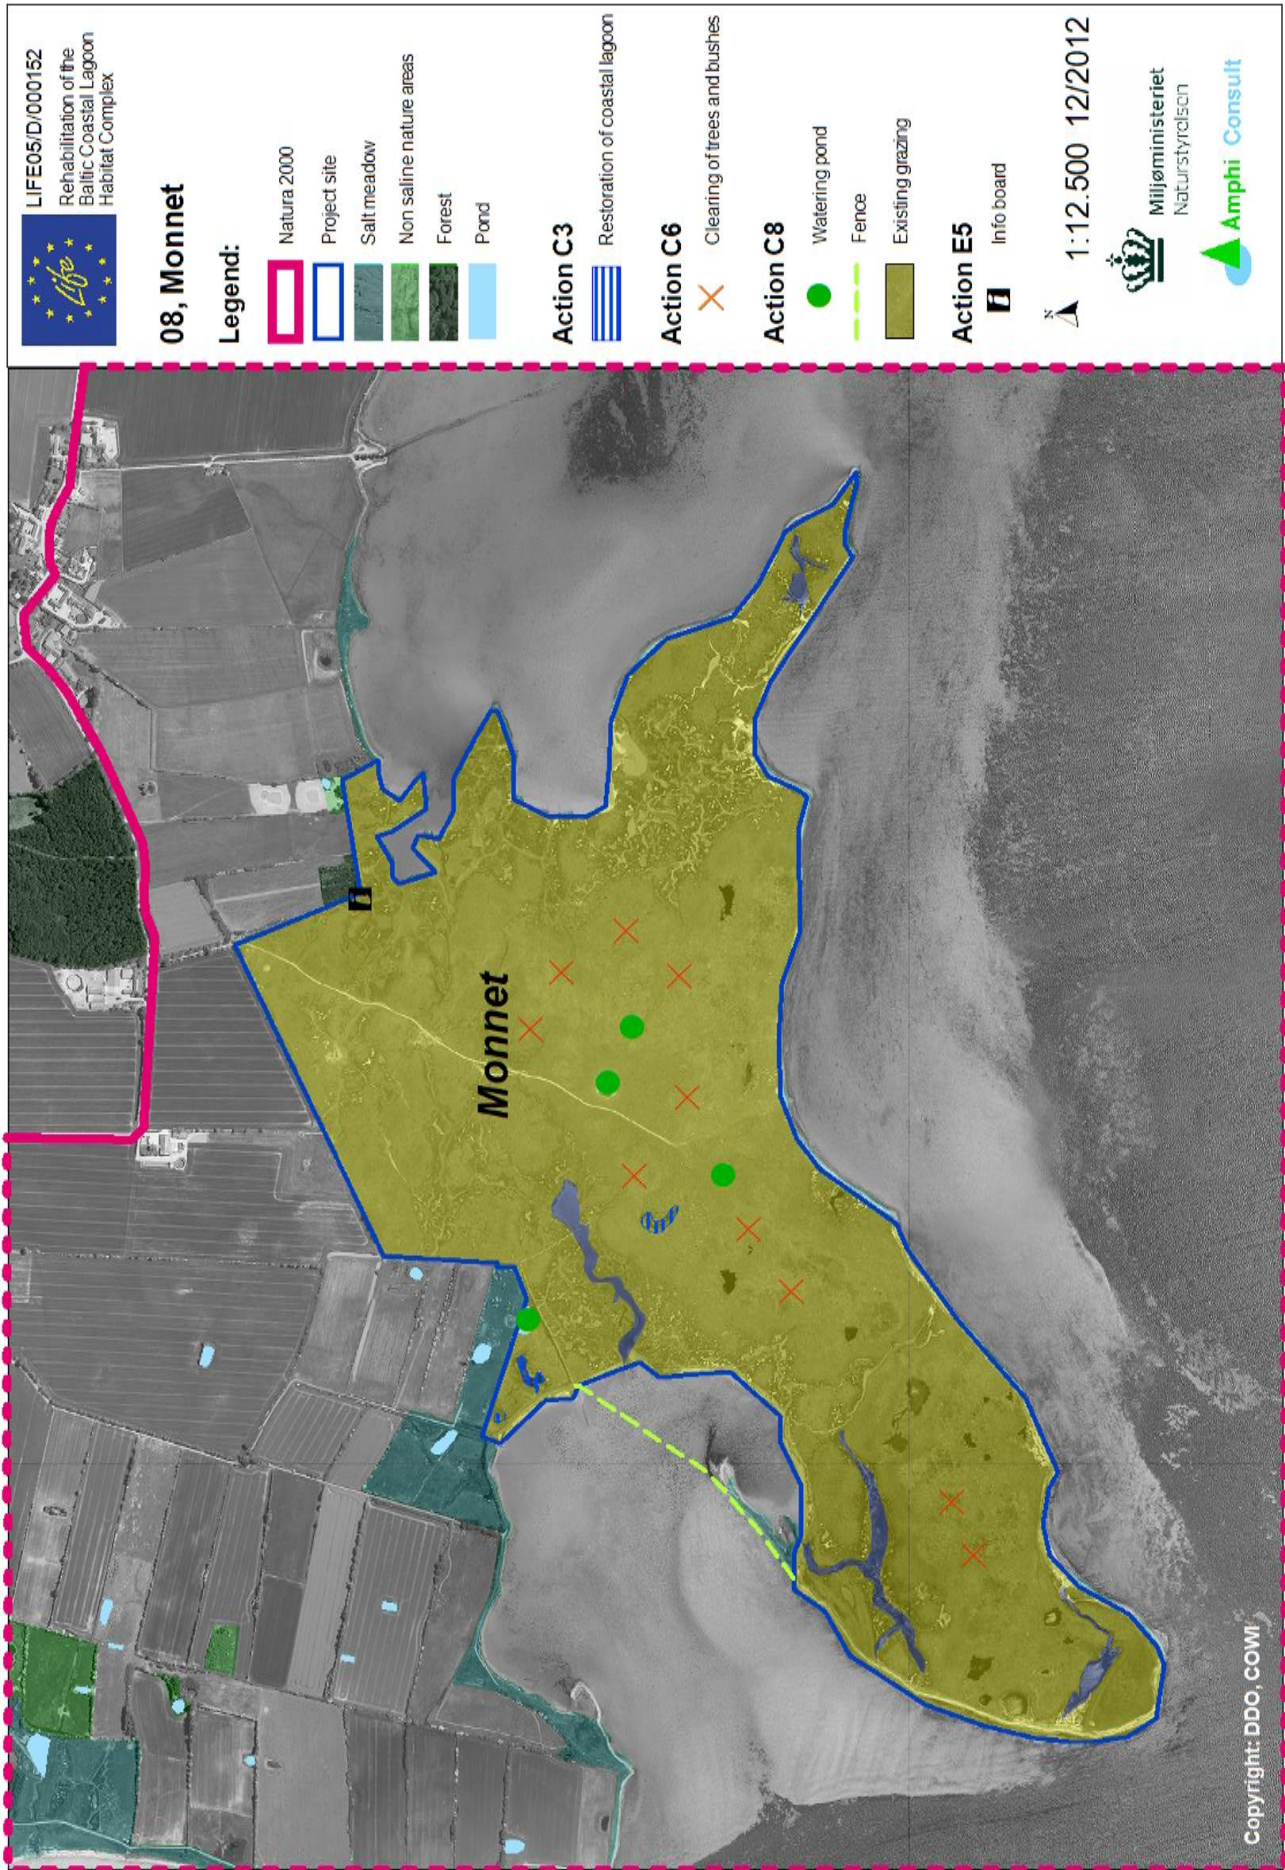 Life
LIFE05/D/000152
Rehabilitation of the
Baltic Coastal Lagoon
Habitat Complex
08, Monnet
Legend:
Natura 2000
Project site
Salt meadow
Non saline nature areas
Forest
Pond
Action C3
Restoration of coastal lagoon
Action C6
Clearing of trees and bushes
Action C8
Watering pond
Fence
Existing grazing
Action E5
i
Info board
N
1:12.500 12/2012
Miljøministeriet
Naturstyrelsen
Amphi Consult
i
Monnet
Copyright: DDO, COWI